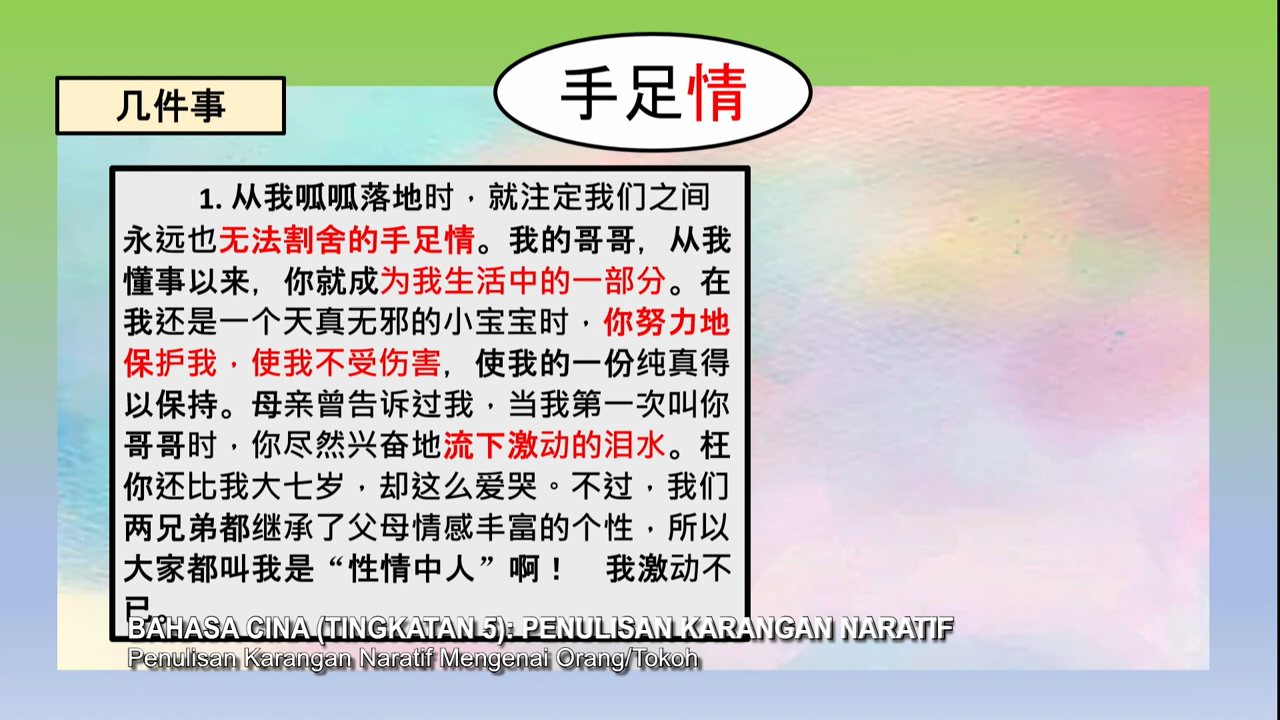 手足情
几件事
1. 从我呱呱落地时，就注定我们之间
永远也无法割舍的手足情。我的哥哥，从我
懂事以来，你就成为我生活中的一部分。在
我还是一个天真无邪的小宝宝时，你努力地
保护我，使我不受伤害，使我的一份纯真得
以保持。母亲曾告诉过我，当我第一次叫你
哥哥时，你尽然兴奋地流下激动的泪水。枉
你还比我大七岁，却这么爱哭。不过，我们
两兄弟都继承了父母情感丰富的个性，所以
大家都叫我是“性情中人”啊！ 我激动不
已。
BAHASA CINA (TINGKATAN 5): PENULISAN KARANGAN NARATIF
Penulisan Karangan Naratif Mengenai Orang/Tokoh